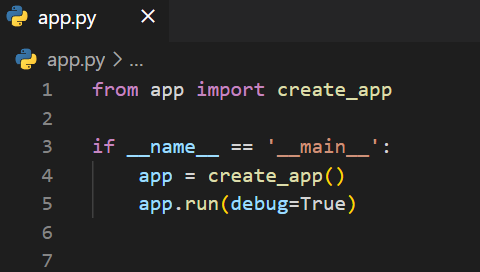 app.py ×
app.py > ...
1 from app import create_app
2
3 if __name__ == '__main__':
4     app = create_app()
5     app.run(debug=True)
6
7